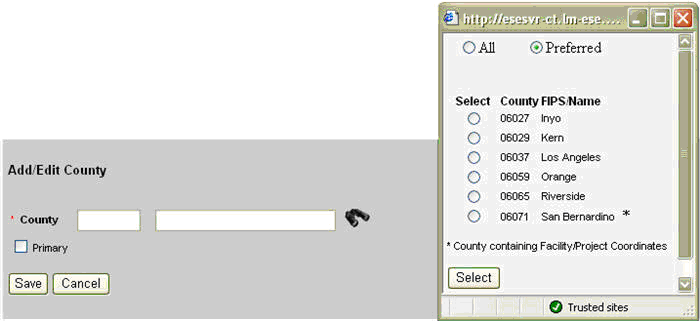 Add/Edit County
* County
Primary
Save Cancel
http://esesvr-ct.lm-ese....
All Preferred
Select County FIPS/Name
06027 Inyo
06029 Kern
06037 Los Angeles
06059 Orange
06065 Riverside
06071 San Bernardino *
* County containing Facility/Project Coordinates
Select
Trusted sites